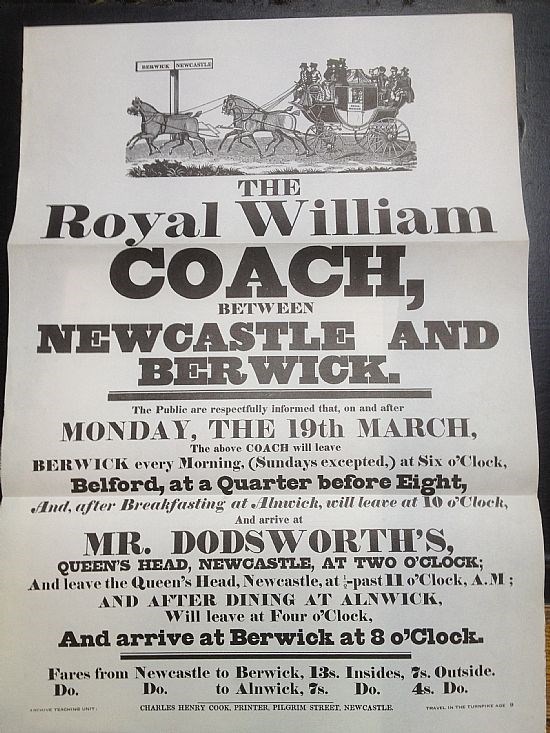 BERWICK NEWCASTLE
THE
Royal William
COACH,
BETWEEN
NEWCASTLE AND
BERWICK.
The Public are respectfully informed that, on and after
MONDAY, THE 19th MARCH,
The above COACH will leave
BERWICK every Morning, (Sundays excepted,) at Six o'Clock,
Belford, at a Quarter before Eight,
And, after Breakfasting at Alnwick, will leave at 10 o'Clock,
And arrive at
MR. DODSWORTH'S,
QUEEN'S HEAD, NEWCASTLE, AT TWO O'CLOCK;
And leave the Queen's Head, Newcastle, at ½-past 11 o'Clock, A.M;
AND AFTER DINING AT ALNWICK,
Will leave at Four o'Clock,
And arrive at Berwick at 8 o'Clock.
Fares from Newcastle to Berwick, 13s. Insides, 7s. Outside.
Do. Do. to Alnwick, 7s. Do. 4s. Do.
ARCHIVE TEACHING UNIT: CHARLES HENRY COOK, PRINTER, PILGRIM STREET, NEWCASTLE. TRAVEL IN THE TURNPIKE AGE 9